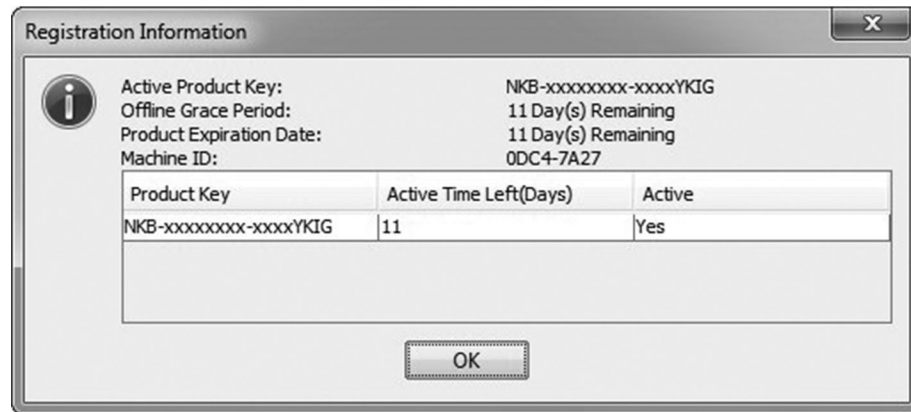 Registration Information
Active Product Key: NKB-xxxxxxxx-xxxxYKIG
Offline Grace Period: 11 Day(s) Remaining
Product Expiration Date: 11 Day(s) Remaining
Machine ID: 0DC4-7A27
Product Key Active Time Left(Days) Active
NKB-xxxxxxxx-xxxxYKIG 11 Yes
OK